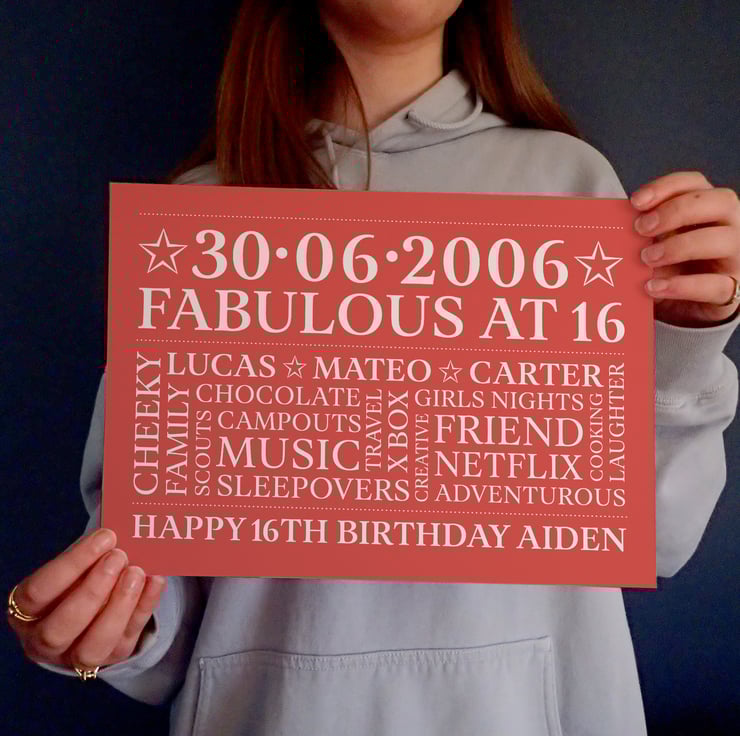 30·06·2006
FABULOUS AT 16
LUCAS ☆ MATEO ☆ CARTER
CHEEKY
FAMILY
SCOUTS
CHOCOLATE
CAMPOUTS
MUSIC
SLEEPOVERS
TRAVEL
XBOX
CREATIVE
GIRLS NIGHTS
FRIEND
NETFLIX
ADVENTUROUS
COOKING
LAUGHTER
HAPPY 16TH BIRTHDAY AIDEN